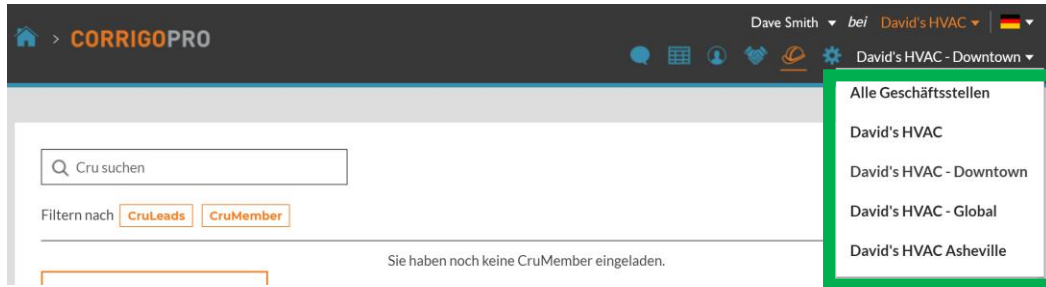 Dave Smith bei David's HVAC
> CORRIGOPRO
David's HVAC - Downtown
Alle Geschäftsstellen
David's HVAC
Cru suchen
David's HVAC - Downtown
Filtern nach CruLeads CruMember
David's HVAC - Global
Sie haben noch keine CruMember eingeladen.
David's HVAC Asheville